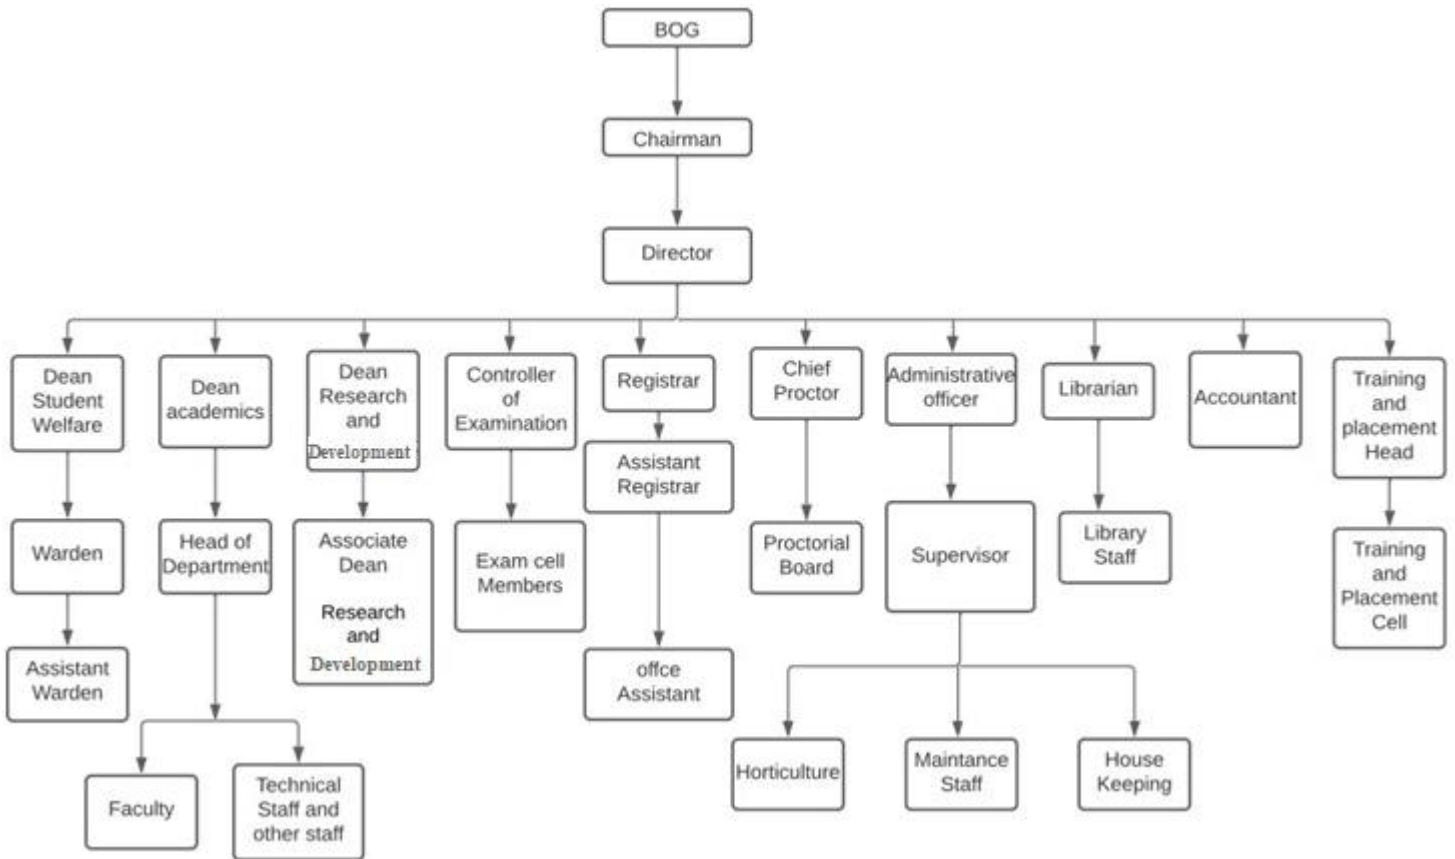 BOG
Chairman
Director
Dean
Student
Welfare
Dean
academics
Dean
Research
and
Development
Controller
of
Examination
Registrar
Chief
Proctor
Administrative
officer
Librarian
Accountant
Training
and
placement
Head
Assistant
Registrar
Warden
Head of
Department
Associate
Dean
Research
and
Development
Exam cell
Members
Proctorial
Board
Supervisor
Library
Staff
Training
and
Placement
Cell
Assistant
Warden
offce
Assistant
Faculty
Technical
Staff and
other staff
Horticulture
Maintance
Staff
House
Keeping